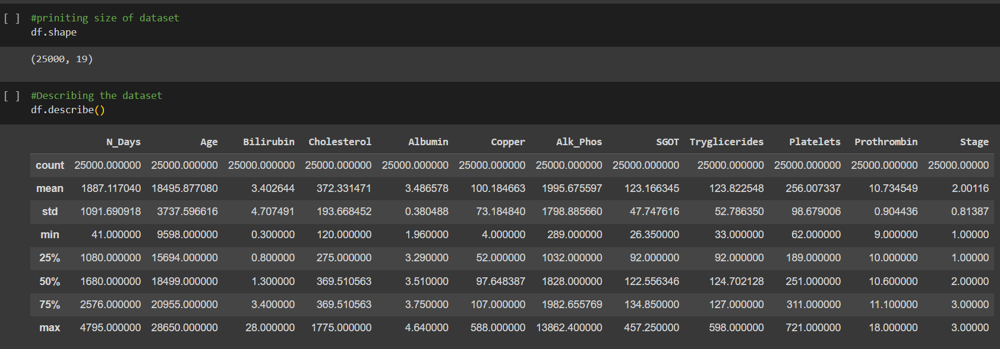 [ ] #priniting size of dataset
df.shape
(25000, 19)
[ ] #Describing the dataset
df.describe()
N_Days Age Bilirubin Cholesterol Albumin Copper Alk_Phos SGOT Tryglicerides Platelets Prothrombin Stage
count 25000.000000 25000.000000 25000.000000 25000.000000 25000.000000 25000.000000 25000.000000 25000.000000 25000.000000 25000.000000 25000.000000 25000.00000
mean 1887.117040 18495.877080 3.402644 372.331471 3.486578 100.184663 1995.675597 123.166345 123.822548 256.007337 10.734549 2.00116
std 1091.690918 3737.596616 4.707491 193.668452 0.380488 73.184840 1798.885660 47.747616 52.786350 98.679006 0.904436 0.81387
min 41.000000 9598.000000 0.300000 120.000000 1.960000 4.000000 289.000000 26.350000 33.000000 62.000000 9.000000 1.00000
25% 1080.000000 15694.000000 0.800000 275.000000 3.290000 52.000000 1032.000000 92.000000 92.000000 189.000000 10.000000 1.00000
50% 1680.000000 18499.000000 1.300000 369.510563 3.510000 97.648387 1828.000000 122.556346 124.702128 251.000000 10.600000 2.00000
75% 2576.000000 20955.000000 3.400000 369.510563 3.750000 107.000000 1982.655769 134.850000 127.000000 311.000000 11.100000 3.00000
max 4795.000000 28650.000000 28.000000 1775.000000 4.640000 588.000000 13862.400000 457.250000 598.000000 721.000000 18.000000 3.00000